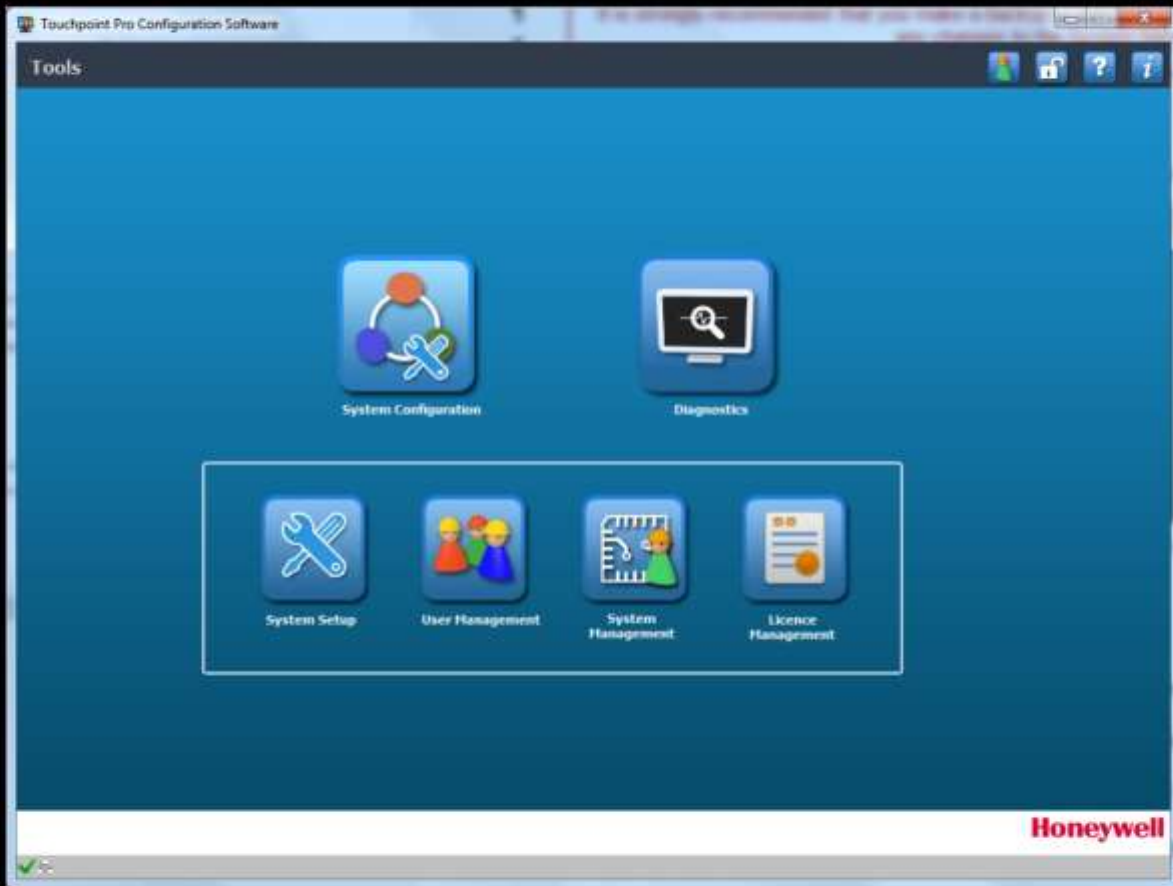 Touchpoint Pro Configuration Software
Tools
?
i
System Configuration
Diagnostics
System Setup
User Management
System
Management
Licence
Management
Honeywell